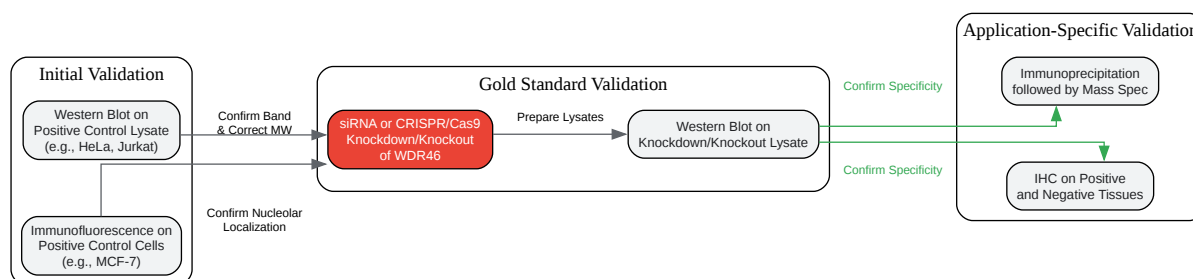 Initial Validation
Western Blot on
Positive Control Lysate
(e.g., HeLa, Jurkat)
Immunofluorescence on
Positive Control Cells
(e.g., MCF-7)
Confirm Band
& Correct MW
Confirm Nucleolar
Localization
Gold Standard Validation
siRNA or CRISPR/Cas9
Knockdown/Knockout
of WDR46
Prepare Lysates
Western Blot on
Knockdown/Knockout Lysate
Confirm Specificity
Confirm Specificity
Application-Specific Validation
Immunoprecipitation
followed by Mass Spec
IHC on Positive
and Negative Tissues